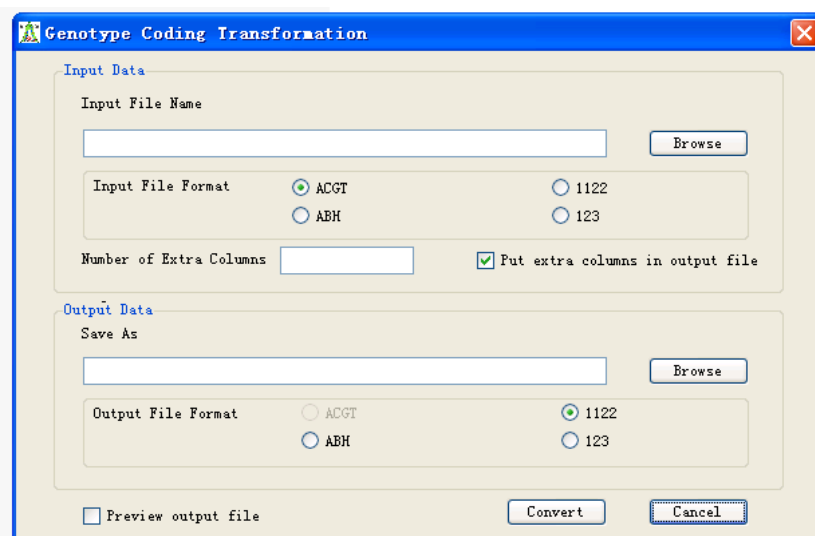 Genotype Coding Transformation
Input Data
Input File Name
Browse
Input File Format ACGT 1122
ABH 123
Number of Extra Columns Put extra columns in output file
Output Data
Save As
Browse
Output File Format ACGT 1122
ABH 123
Preview output file Convert Cancel